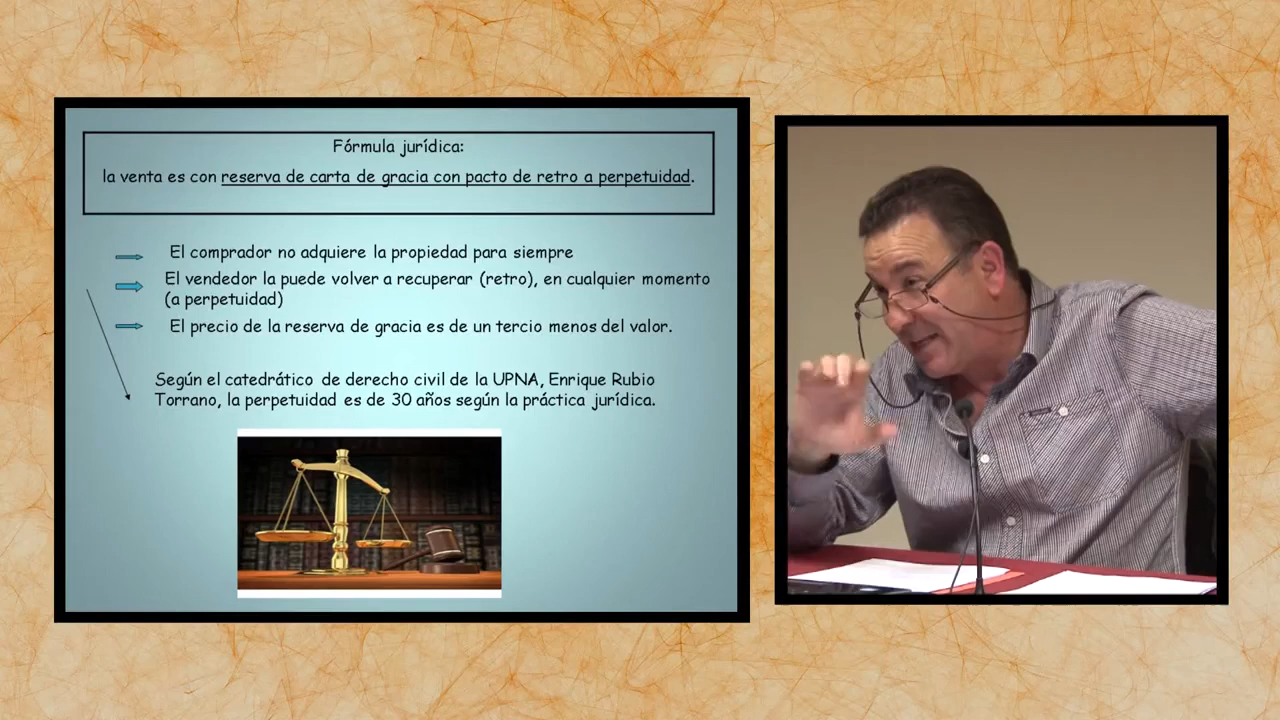 Fórmula jurídica:
la venta es con reserva de carta de gracia con pacto de retro a perpetuidad.
El comprador no adquiere la propiedad para siempre
El vendedor la puede volver a recuperar (retro), en cualquier momento
(a perpetuidad)
El precio de la reserva de gracia es de un tercio menos del valor.
Según el catedrático de derecho civil de la UPNA, Enrique Rubio
Torrano, la perpetuidad es de 30 años según la práctica jurídica.